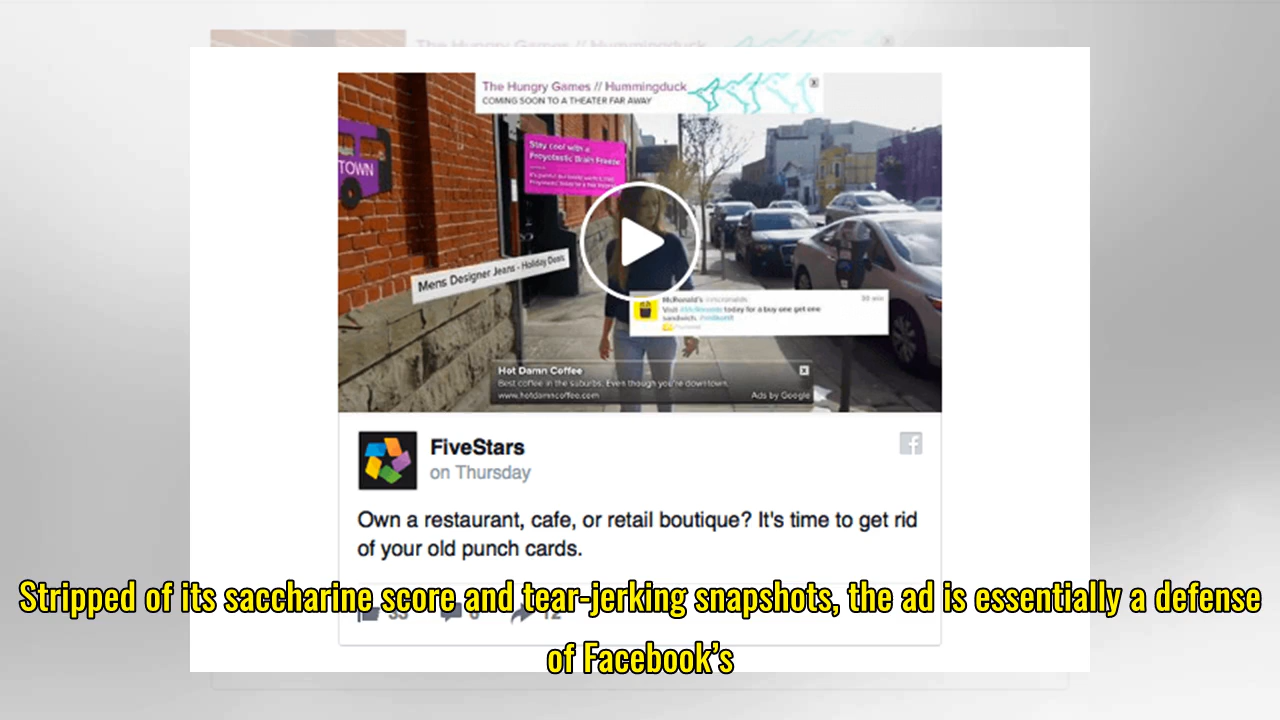 The Hungry Games // Hummingduck
COMING SOON TO A THEATER FAR AWAY
TOWN
Stay cool with a
Froyotastic Brain Freeze
Mens Designer Jeans - Holiday Deals
McDonald's
30 min
Visit today for a buy one get one
sandwich.
Hot Damn Coffee
Best coffee in the suburbs. Even though you're downtown.
www.hotdamncoffee.com
Ads by Google
FiveStars
on Thursday
Own a restaurant, cafe, or retail boutique? It's time to get rid
of your old punch cards.
Stripped of its saccharine score and tear-jerking snapshots, the ad is essentially a defense
of Facebook's